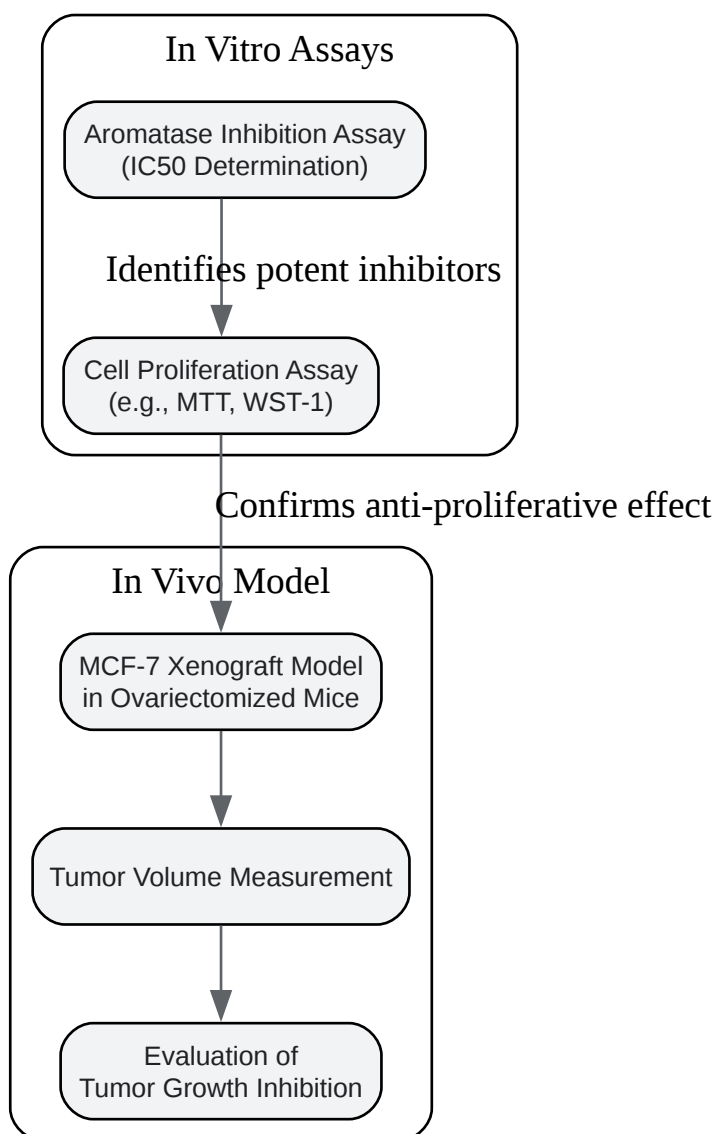 In Vitro Assays
Aromatase Inhibition Assay
(IC50 Determination)
Identifies potent inhibitors
Cell Proliferation Assay
(e.g., MTT, WST-1)
Confirms anti-proliferative effect
In Vivo Model
MCF-7 Xenograft Model
in Ovariectomized Mice
Tumor Volume Measurement
Evaluation of
Tumor Growth Inhibition